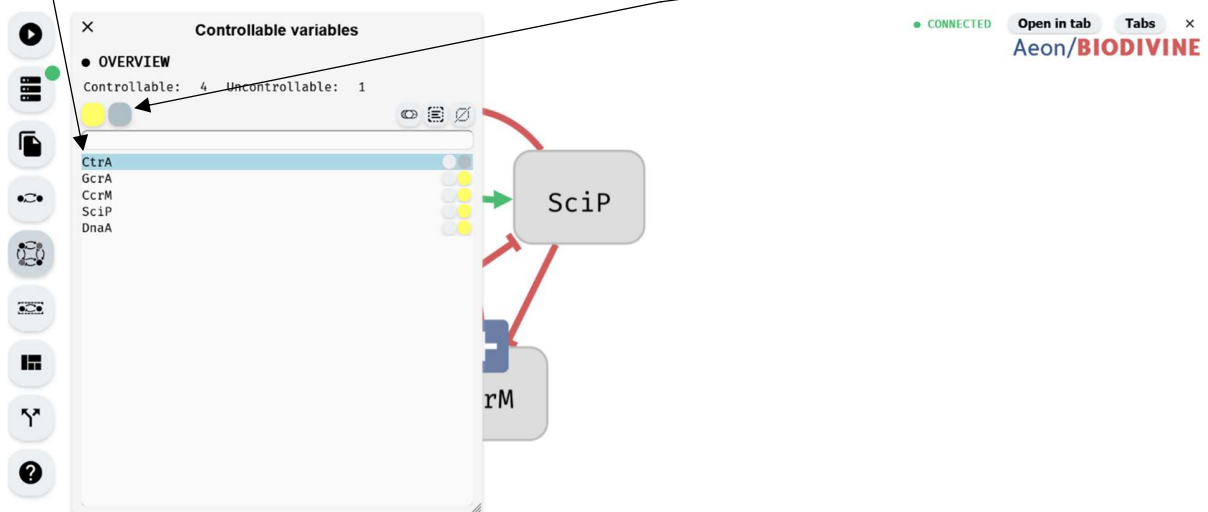 Controllable variables
● OVERVIEW
Controllable: 4 Uncontrollable: 1
CtrA
GcrA
CcrM
SciP
DnaA
SciP
rM
● CONNECTED Open in tab Tabs ×
Aeon/BIODIVINE